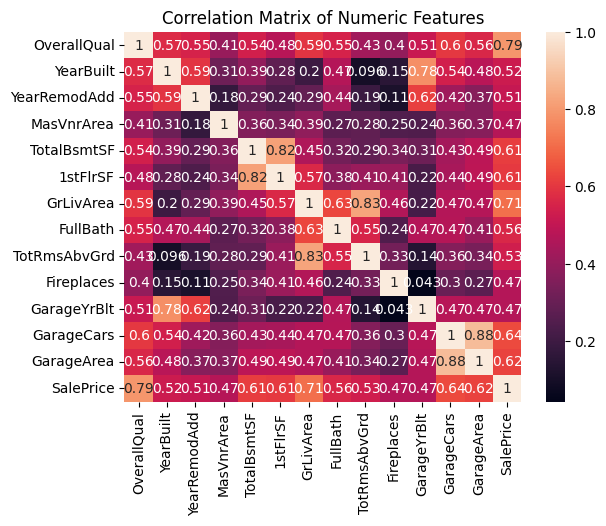 Correlation Matrix of Numeric Features
OverallQual 1 0.57 0.55 0.41 0.54 0.48 0.59 0.55 0.43 0.4 0.51 0.6 0.56 0.79
YearBuilt 0.57 1 0.59 0.31 0.39 0.28 0.2 0.47 0.096 0.15 0.78 0.54 0.48 0.52
YearRemodAdd 0.55 0.59 1 0.18 0.29 0.24 0.29 0.44 0.19 0.11 0.62 0.42 0.37 0.51
MasVnrArea 0.41 0.31 0.18 1 0.36 0.34 0.39 0.27 0.28 0.25 0.24 0.36 0.37 0.47
TotalBsmtSF 0.54 0.39 0.29 0.36 1 0.82 0.45 0.32 0.29 0.34 0.31 0.43 0.49 0.61
1stFlrSF 0.48 0.28 0.24 0.34 0.82 1 0.57 0.38 0.41 0.41 0.22 0.44 0.49 0.61
GrLivArea 0.59 0.2 0.29 0.39 0.45 0.57 1 0.63 0.83 0.46 0.22 0.47 0.47 0.71
FullBath 0.55 0.47 0.44 0.27 0.32 0.38 0.63 1 0.55 0.24 0.47 0.47 0.41 0.56
TotRmsAbvGrd 0.43 0.096 0.19 0.28 0.29 0.41 0.83 0.55 1 0.33 0.14 0.36 0.34 0.53
Fireplaces 0.4 0.15 0.11 0.25 0.34 0.41 0.46 0.24 0.33 1 0.043 0.3 0.27 0.47
GarageYrBlt 0.51 0.78 0.62 0.24 0.31 0.22 0.22 0.47 0.14 0.043 1 0.47 0.47 0.47
GarageCars 0.6 0.54 0.42 0.36 0.43 0.44 0.47 0.47 0.36 0.3 0.47 1 0.88 0.64
GarageArea 0.56 0.48 0.37 0.37 0.49 0.49 0.47 0.41 0.34 0.27 0.47 0.88 1 0.62
SalePrice 0.79 0.52 0.51 0.47 0.61 0.61 0.71 0.56 0.53 0.47 0.47 0.64 0.62 1
OverallQual
YearBuilt
YearRemodAdd
MasVnrArea
TotalBsmtSF
1stFlrSF
GrLivArea
FullBath
TotRmsAbvGrd
Fireplaces
GarageYrBlt
GarageCars
GarageArea
SalePrice
1.0
0.8
0.6
0.4
0.2